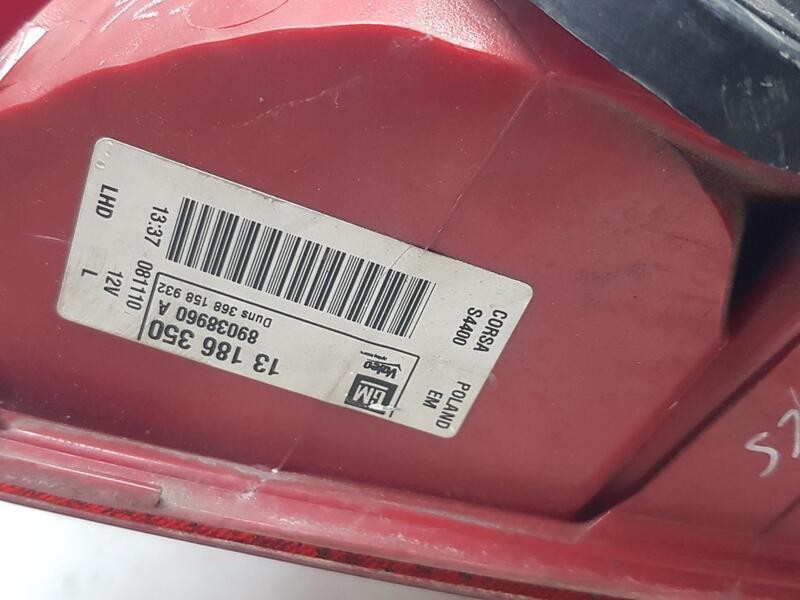 CORSA
S4400
POLAND
EM
13:37
081110
LHD
12V
L
Duns 368 158 932
89038960 A
13 186 350
Valeo
GM